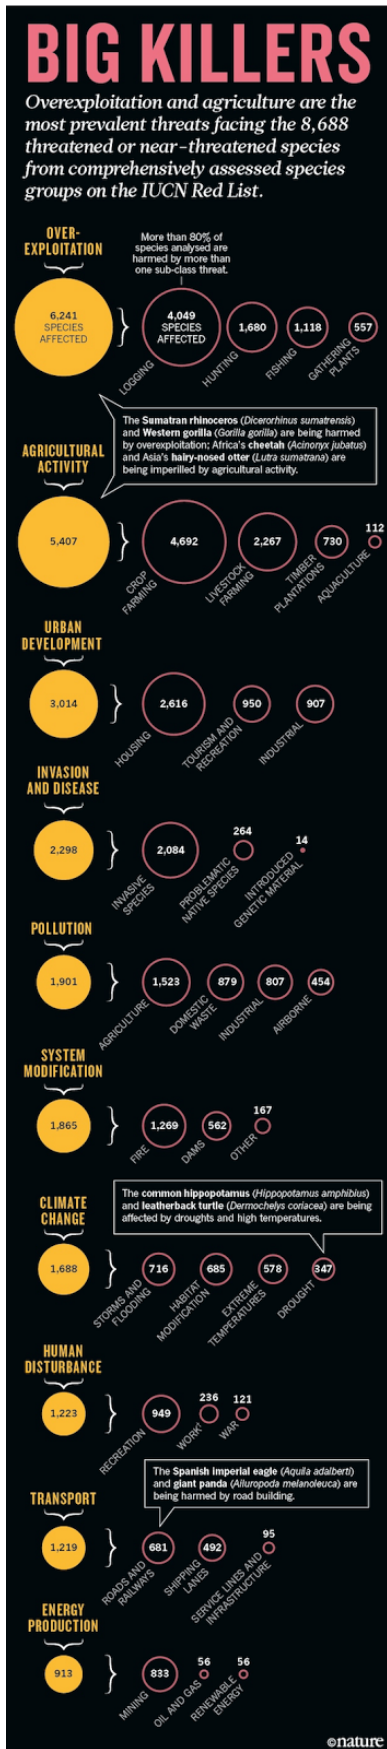 BIG KILLERS
Overexploitation and agriculture are the
most prevalent threats facing the 8,688
threatened or near-threatened species
from comprehensively assessed species
groups on the IUCN Red List.
OVER-
EXPLOITATION
More than 80% of
species analysed are
harmed by more than
one sub-class threat.
6,241
SPECIES
AFFECTED
4,049
SPECIES
AFFECTED
1,680
1,118
557
LOGGING
HUNTING
FISHING
GATHERING
PLANTS
The Sumatran rhinoceros (Dicerorhinus sumatrensis)
and Western gorilla (Gorilla gorilla) are being harmed
by overexploitation; Africa's cheetah (Acinonyx jubatus)
and Asia's hairy-nosed otter (Lutra sumatrana) are
being imperilled by agricultural activity.
AGRICULTURAL
ACTIVITY
5,407
4,692
2,267
730
112
CROP
FARMING
LIVESTOCK
FARMING
TIMBER
PLANTATIONS
AQUACULTURE
URBAN
DEVELOPMENT
3,014
2,616
950
907
HOUSING
TOURISM AND
RECREATION
INDUSTRIAL
INVASION
AND DISEASE
2,298
2,084
264
14
INVASIVE
SPECIES
PROBLEMATIC
NATIVE SPECIES
INTRODUCED
GENETIC MATERIAL
POLLUTION
1,901
1,523
879
807
454
AGRICULTURE
DOMESTIC
WASTE
INDUSTRIAL
AIRBORNE
SYSTEM
MODIFICATION
1,865
1,269
562
167
FIRE
DAMS
OTHER
The common hippopotamus (Hippopotamus amphibius)
and leatherback turtle (Dermochelys coriacea) are being
affected by droughts and high temperatures.
CLIMATE
CHANGE
1,688
716
685
578
347
STORMS AND
FLOODING
HABITAT
MODIFICATION
EXTREME
TEMPERATURES
DROUGHT
HUMAN
DISTURBANCE
1,223
949
236
121
RECREATION
WORK†
WAR
The Spanish imperial eagle (Aquila adalberti)
and giant panda (Ailuropoda melanoleuca) are
being harmed by road building.
TRANSPORT
1,219
681
492
95
ROADS AND
RAILWAYS
SHIPPING
LANES
SERVICE LINES AND
INFRASTRUCTURE
ENERGY
PRODUCTION
913
833
56
56
MINING
OIL AND GAS
RENEWABLE
ENERGY
©nature